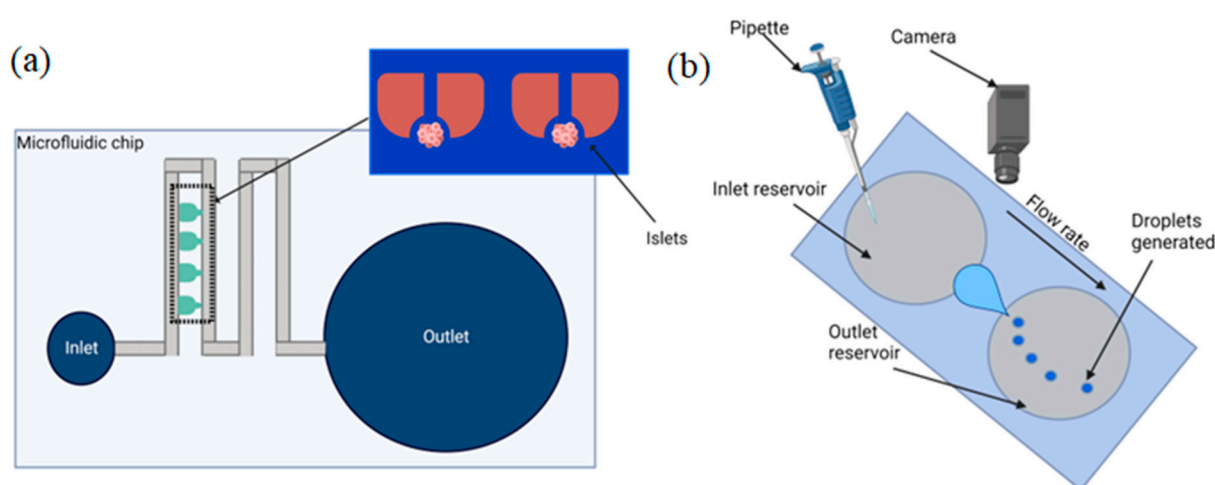 (a)
Microfluidic chip
Islets
Inlet
Outlet
(b)
Pipette
Camera
Inlet reservoir
Flow rate
Droplets
generated
Outlet
reservoir